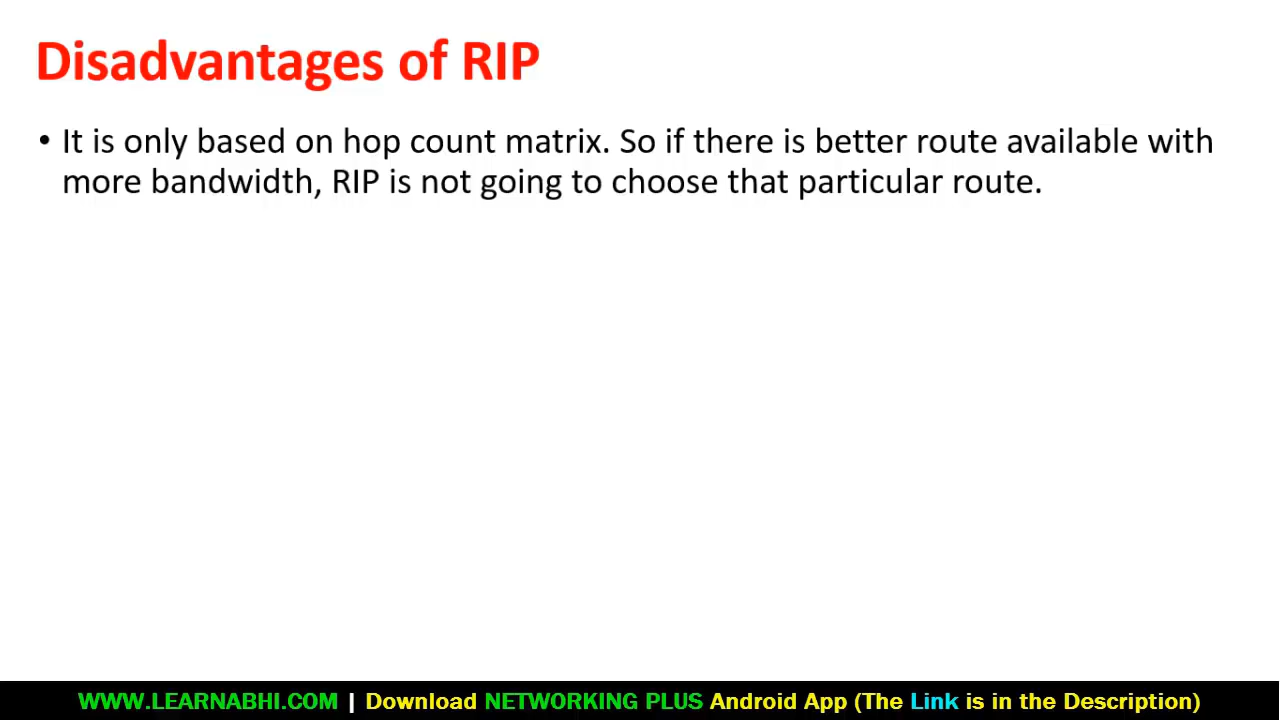 Disadvantages of RIP
• It is only based on hop count matrix. So if there is better route available with
more bandwidth, RIP is not going to choose that particular route.
WWW.LEARNABHI.COM | Download NETWORKING PLUS Android App (The Link is in the Description)